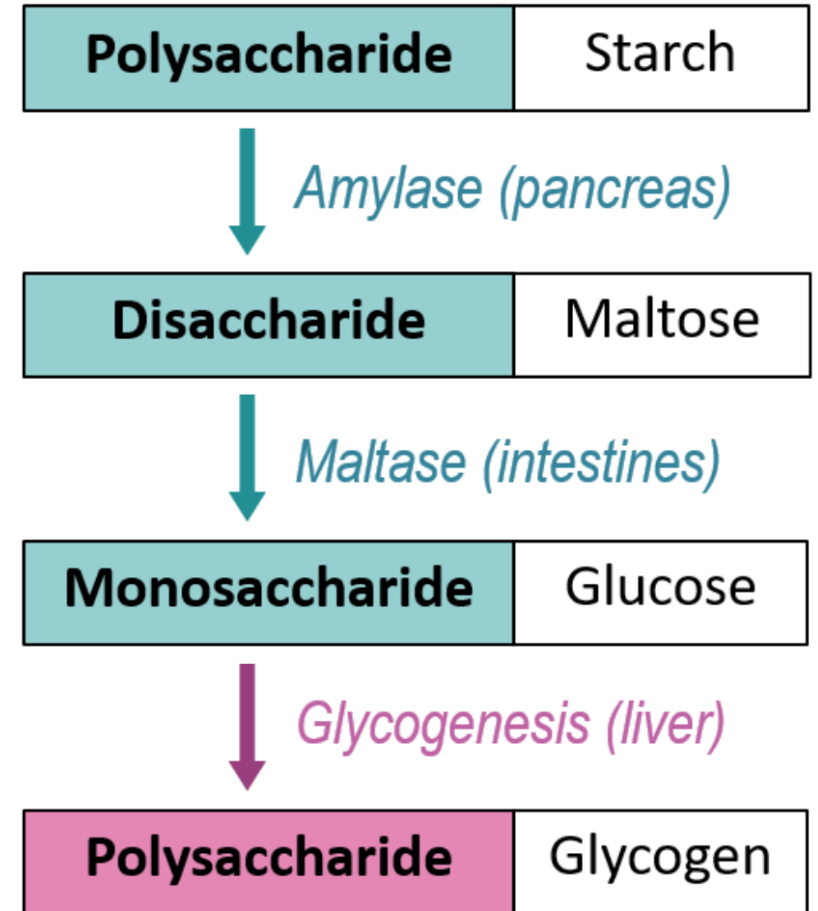 Polysaccharide Starch
Amylase (pancreas)
Disaccharide Maltose
Maltase (intestines)
Monosaccharide Glucose
Glycogenesis (liver)
Polysaccharide Glycogen